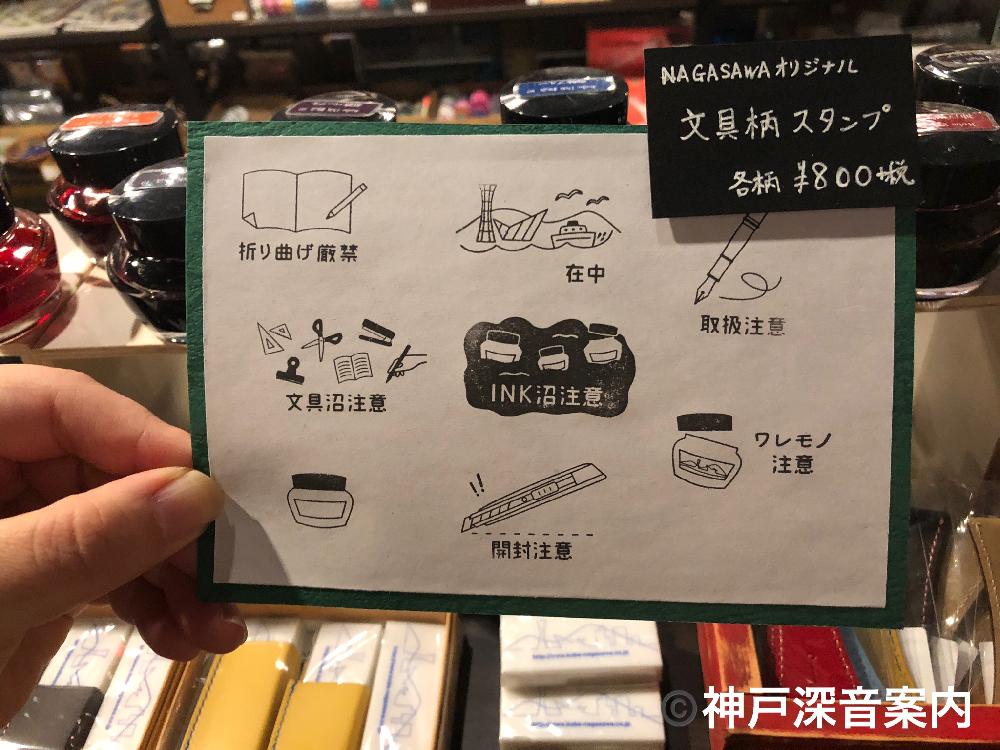 NAGASAWAオリジナル
文具柄 スタンプ
各柄 ¥800+税
折り曲げ厳禁
在中
取扱注意
文具沼注意
INK沼注意
ワレモノ
注意
!!
開封注意
©神戸深音案内